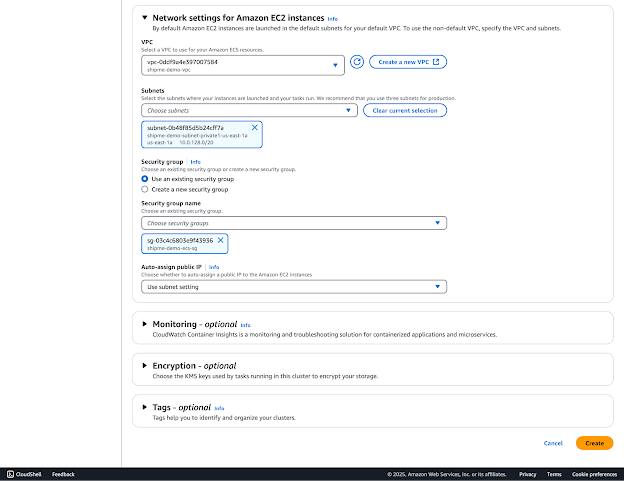 Network settings for Amazon EC2 instances Info
By default Amazon EC2 instances are launched in the default subnets for your default VPC. To use the non-default VPC, specify the VPC and subnets.
VPC
Select a VPC to use for your Amazon ECS resources.
vpc-0ddf9a4e397007584
shipme-demo-vpc
Create a new VPC
Subnets
Select the subnets where your instances are launched and your tasks run. We recommend that you use three subnets for production.
Choose subnets
Clear current selection
subnet-0b48f85d5b24cff7a
shipme-demo-subnet-private1-us-east-1a
us-east-1a 10.0.128.0/20
Security group Info
Choose an existing security group or create a new security group.
Use an existing security group
Create a new security group
Security group name
Choose an existing security group.
Choose security groups
sg-03c4c6803e9f43936
shipme-demo-ecs-sg
Auto-assign public IP Info
Choose whether to auto-assign a public IP to the Amazon EC2 instances
Use subnet setting
Monitoring - optional Info
CloudWatch Container Insights is a monitoring and troubleshooting solution for containerized applications and microservices.
Encryption - optional
Choose the KMS keys used by tasks running in this cluster to encrypt your storage.
Tags - optional Info
Tags help you to identify and organize your clusters.
Cancel
Create
CloudShell Feedback © 2025, Amazon Web Services, Inc. or its affiliates. Privacy Terms Cookie preferences